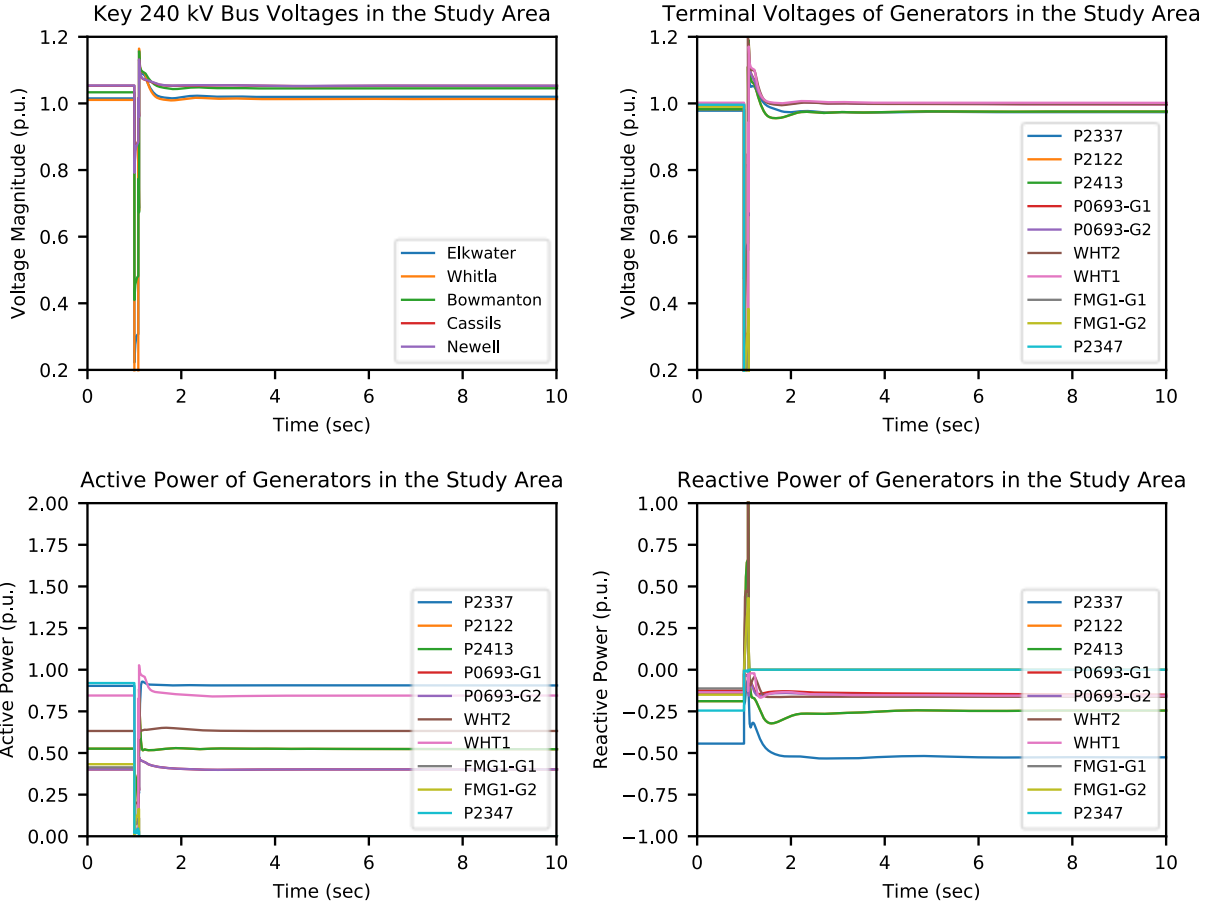 Key 240 kV Bus Voltages in the Study Area
1.2
1.0
0.8
0.6
0.4
0.2
Voltage Magnitude (p.u.)
Elkwater
Whitla
Bowmanton
Cassils
Newell
0 2 4 6 8 10
Time (sec)
Terminal Voltages of Generators in the Study Area
1.2
1.0
0.8
0.6
0.4
0.2
Voltage Magnitude (p.u.)
P2337
P2122
P2413
P0693-G1
P0693-G2
WHT2
WHT1
FMG1-G1
FMG1-G2
P2347
0 2 4 6 8 10
Time (sec)
Active Power of Generators in the Study Area
2.00
1.75
1.50
1.25
1.00
0.75
0.50
0.25
0.00
Active Power (p.u.)
P2337
P2122
P2413
P0693-G1
P0693-G2
WHT2
WHT1
FMG1-G1
FMG1-G2
P2347
0 2 4 6 8 10
Time (sec)
Reactive Power of Generators in the Study Area
1.00
0.75
0.50
0.25
0.00
−0.25
−0.50
−0.75
−1.00
Reactive Power (p.u.)
P2337
P2122
P2413
P0693-G1
P0693-G2
WHT2
WHT1
FMG1-G1
FMG1-G2
P2347
0 2 4 6 8 10
Time (sec)